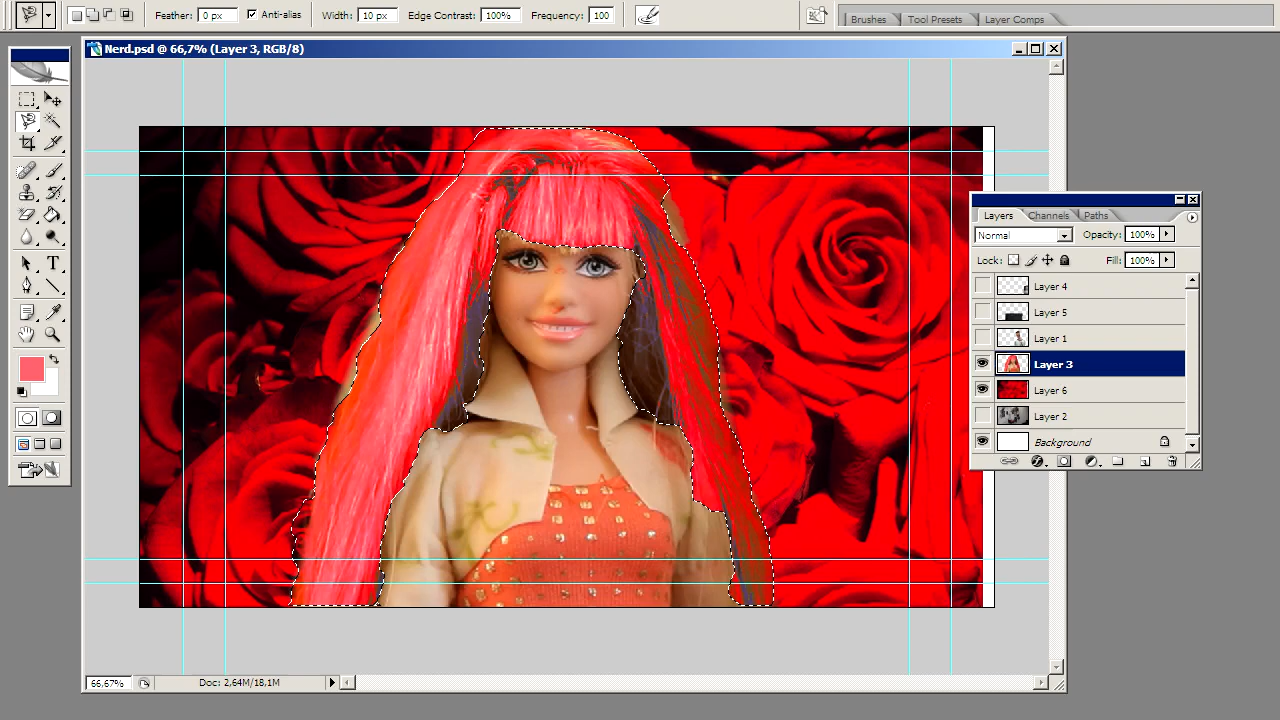 Feather: 0 px Anti-alias Width: 10 px Edge Contrast: 100% Frequency: 100
Brushes Tool Presets Layer Comps
Nerd.psd @ 66,7% (Layer 3, RGB/8)
Layers Channels Paths
Normal Opacity: 100%
Lock: Fill: 100%
Layer 4
Layer 5
Layer 1
Layer 3
Layer 6
Layer 2
Background
66,67% Doc: 2,64M/18,1M